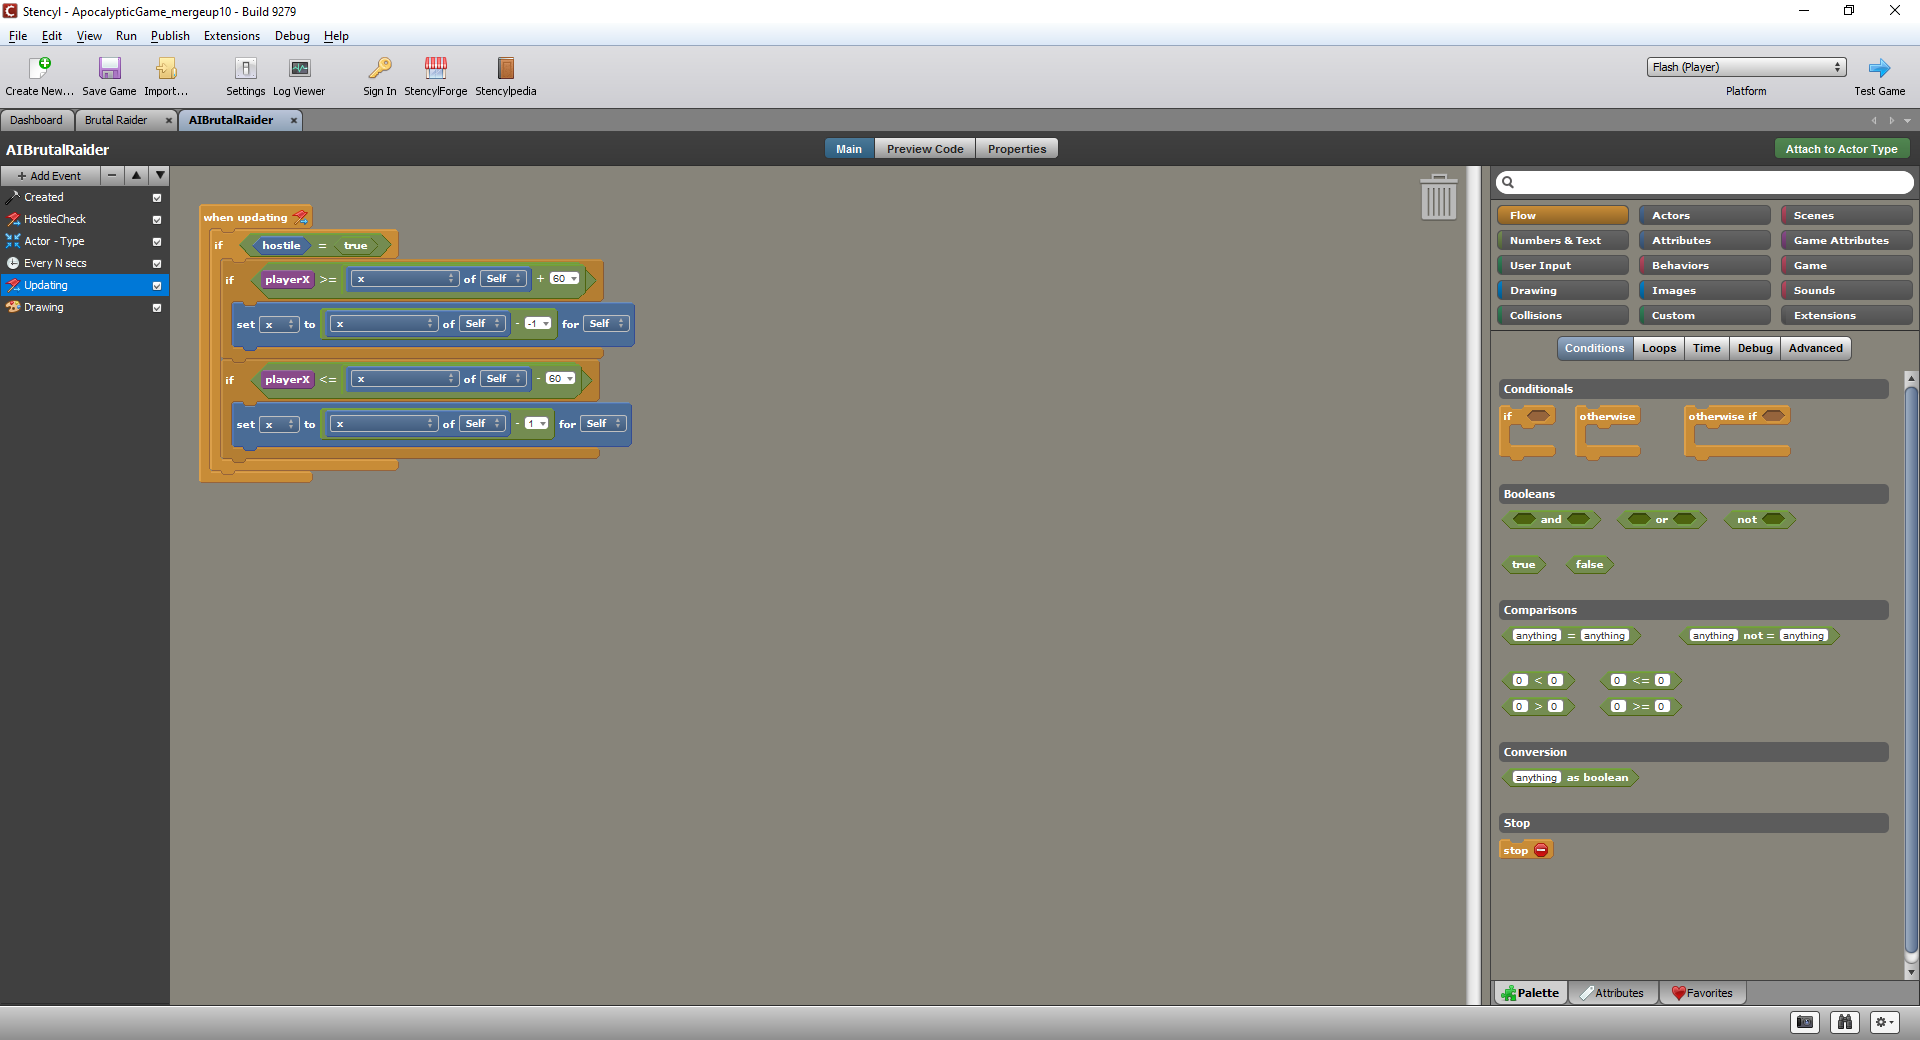 Stencyl - ApocalypticGame_mergeup10 - Build 9279
File Edit View Run Publish Extensions Debug Help
Create New... Save Game Import... Settings Log Viewer Sign In StencylForge Stencylpedia
Flash (Player)
Platform
Test Game
Dashboard Brutal Raider AIBrutalRaider
AIBrutalRaider
Main Preview Code Properties
Attach to Actor Type
+ Add Event
Created
HostileCheck
Actor - Type
Every N secs
Updating
Drawing
when updating
if hostile = true
if playerX >= x of Self + 60
set x to x of Self - -1 for Self
if playerX <= x of Self - 60
set x to x of Self - 1 for Self
Flow Actors Scenes
Numbers & Text Attributes Game Attributes
User Input Behaviors Game
Drawing Images Sounds
Collisions Custom Extensions
Conditions Loops Time Debug Advanced
Conditionals
if otherwise otherwise if
Booleans
and or not
true false
Comparisons
anything = anything anything not = anything
0 < 0 0 <= 0
0 > 0 0 >= 0
Conversion
anything as boolean
Stop
stop
Palette Attributes Favorites